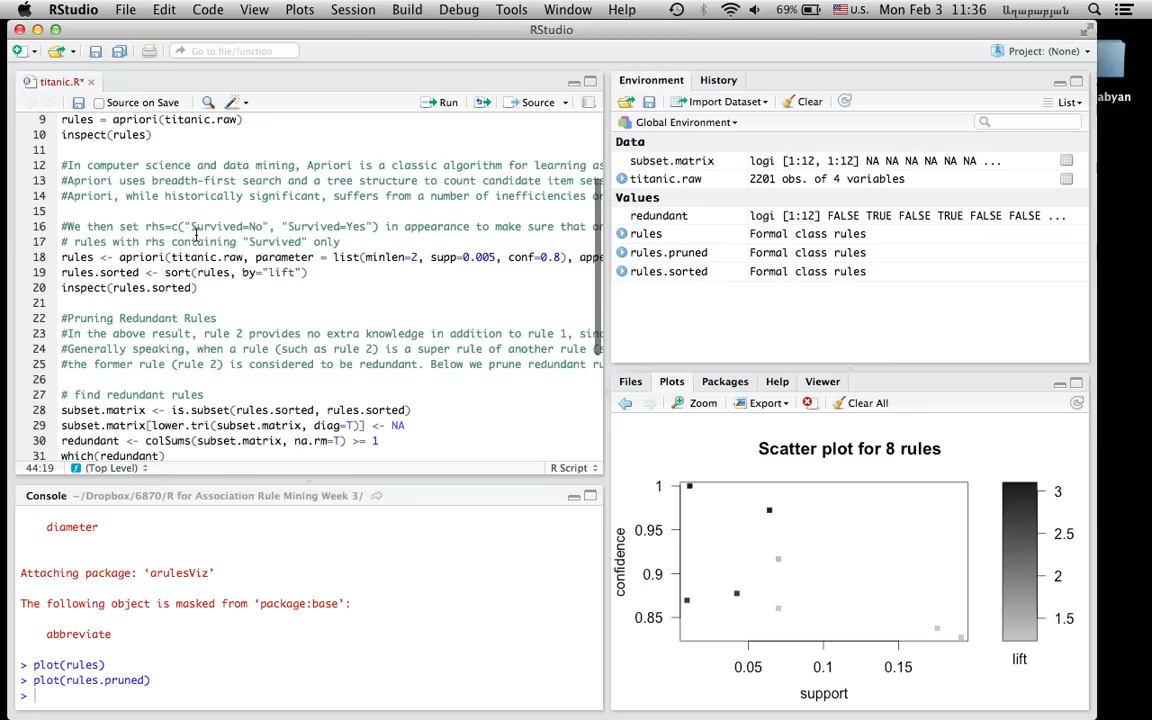 RStudio File Edit Code View Plots Session Build Debug Tools Window Help 69% U.S. Mon Feb 3 11:36 Աղաբաբյան
RStudio
Go to file/function
Project: (None)
abyan
titanic.R*
Source on Save
Run
Source
9 rules = apriori(titanic.raw)
10 inspect(rules)
11
12 #In computer science and data mining, Apriori is a classic algorithm for learning as
13 #Apriori uses breadth-first search and a tree structure to count candidate item sets
14 #Apriori, while historically significant, suffers from a number of inefficiencies or
15
16 #We then set rhs=c("Survived=No", "Survived=Yes") in appearance to make sure that on
17 # rules with rhs containing "Survived" only
18 rules <- apriori(titanic.raw, parameter = list(minlen=2, supp=0.005, conf=0.8), appe
19 rules.sorted <- sort(rules, by="lift")
20 inspect(rules.sorted)
21
22 #Pruning Redundant Rules
23 #In the above result, rule 2 provides no extra knowledge in addition to rule 1, sinc
24 #Generally speaking, when a rule (such as rule 2) is a super rule of another rule (s
25 #the former rule (rule 2) is considered to be redundant. Below we prune redundant ru
26
27 # find redundant rules
28 subset.matrix <- is.subset(rules.sorted, rules.sorted)
29 subset.matrix[lower.tri(subset.matrix, diag=T)] <- NA
30 redundant <- colSums(subset.matrix, na.rm=T) >= 1
31 which(redundant)
44:19 (Top Level) R Script
Console ~/Dropbox/6870/R for Association Rule Mining Week 3/
diameter
Attaching package: ‘arulesViz’
The following object is masked from ‘package:base’:
abbreviate
> plot(rules)
> plot(rules.pruned)
>
Environment History
Import Dataset Clear List
Global Environment
Data
subset.matrix logi [1:12, 1:12] NA NA NA NA NA NA ...
titanic.raw 2201 obs. of 4 variables
Values
redundant logi [1:12] FALSE TRUE FALSE TRUE FALSE FALSE ...
rules Formal class rules
rules.pruned Formal class rules
rules.sorted Formal class rules
Files Plots Packages Help Viewer
Zoom Export Clear All
Scatter plot for 8 rules
1
0.95
0.9
0.85
confidence
0.05 0.1 0.15
support
3
2.5
2
1.5
lift